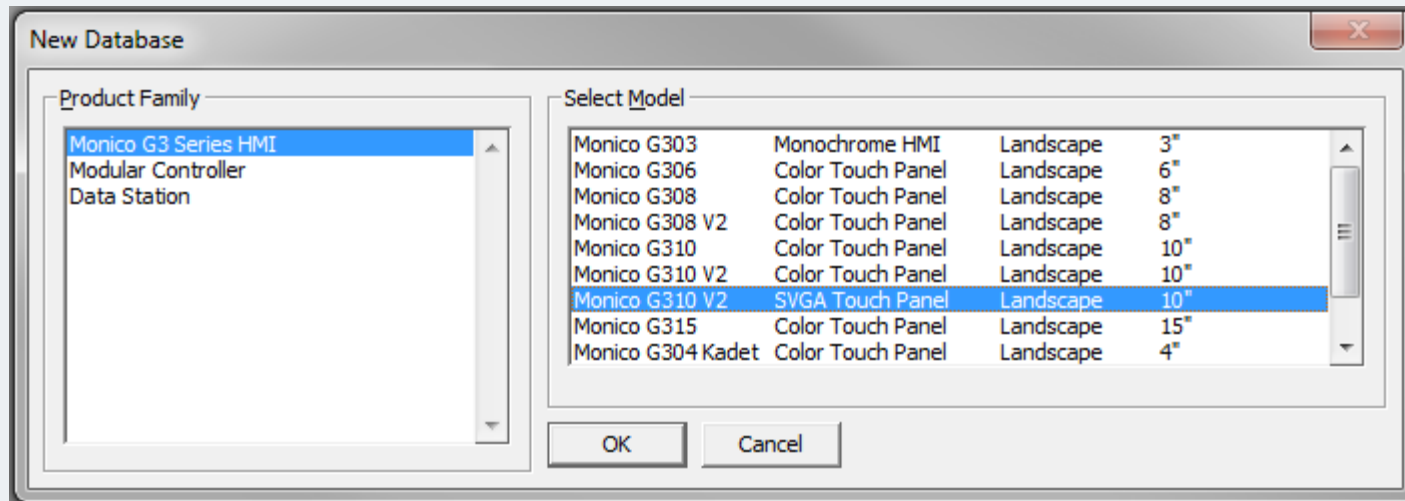 New Database
Product Family
Monico G3 Series HMI
Modular Controller
Data Station
Select Model
Monico G303 Monochrome HMI Landscape 3"
Monico G306 Color Touch Panel Landscape 6"
Monico G308 Color Touch Panel Landscape 8"
Monico G308 V2 Color Touch Panel Landscape 8"
Monico G310 Color Touch Panel Landscape 10"
Monico G310 V2 Color Touch Panel Landscape 10"
Monico G310 V2 SVGA Touch Panel Landscape 10"
Monico G315 Color Touch Panel Landscape 15"
Monico G304 Kadet Color Touch Panel Landscape 4"
OK Cancel